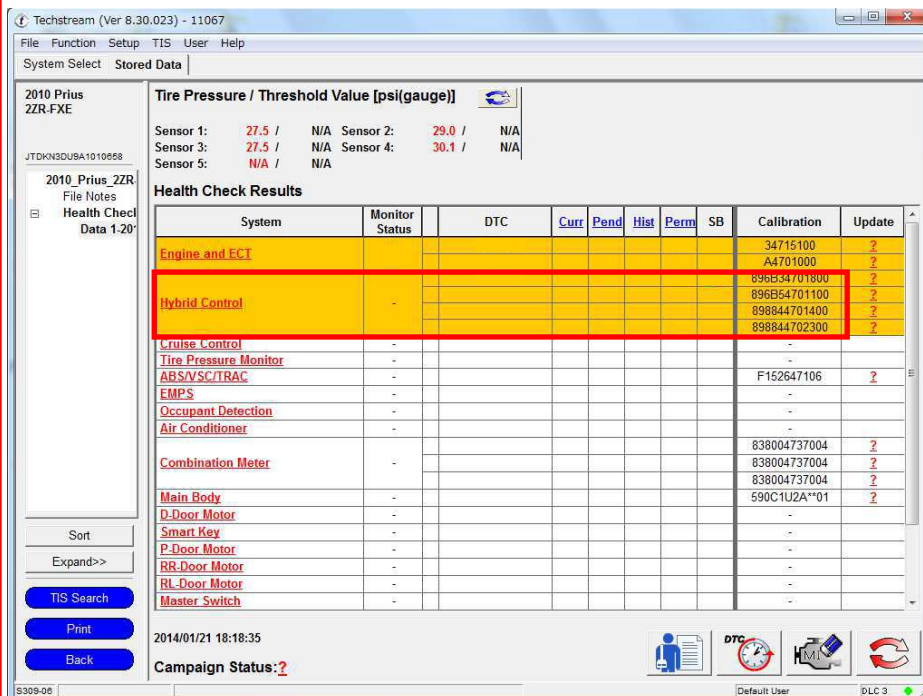 Techstream (Ver 8.30.023) - 11067
File Function Setup TIS User Help
System Select Stored Data
2010 Prius
2ZR-FXE
JTDKN3DU9A1010658
2010_Prius_2ZR-
File Notes
Health Check
Data 1-20
Sort
Expand>>
TIS Search
Print
Back
Tire Pressure / Threshold Value [psi(gauge)]
Sensor 1: 27.5 / N/A Sensor 2: 29.0 / N/A
Sensor 3: 27.5 / N/A Sensor 4: 30.1 / N/A
Sensor 5: N/A / N/A
Health Check Results
System Monitor Status DTC Curr Pend Hist Perm SB Calibration Update
Engine and ECT 34715100 ?
A4701000 ?
Hybrid Control - 896B34701800 ?
896B54701100 ?
898844701400 ?
898844702300 ?
Cruise Control - -
Tire Pressure Monitor - -
ABS/VSC/TRAC - F152647106 ?
EMPS - -
Occupant Detection - -
Air Conditioner - -
Combination Meter - 838004737004 ?
838004737004 ?
838004737004 ?
Main Body - 590C1U2A**01 ?
D-Door Motor - -
Smart Key - -
P-Door Motor - -
RR-Door Motor - -
RL-Door Motor - -
Master Switch - -
2014/01/21 18:18:35
Campaign Status:?
DTC
MI
S309-06 Default User DLC 3